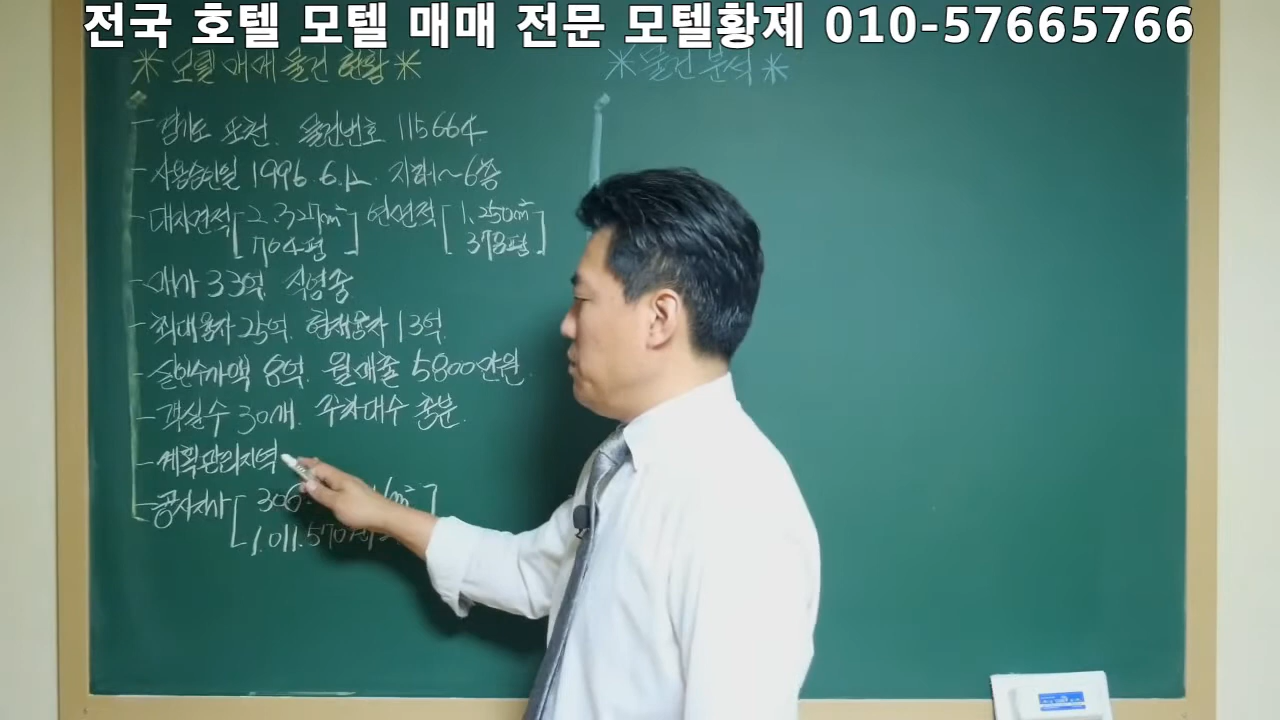 전국 호텔 모텔 매매 전문 모텔황제 010-57665766
* 모텔 매매 물건 현황 *
* 물건 분석 *
- 경기도 포천. 물건번호 115664
- 사용승인일 1996.6.12. 지하~6층
- 대지면적 [2.327m² 704평] 연면적 [1.250m² 378평]
- 매가 33억. 직영중
- 최대융자 25억. 현재융자 13억.
- 실인수가액 8억. 월매출 5800만원.
- 객실수 30개. 주차대수 충분.
- 계획관리지역
- 공시지가 [306 /m²]
1.011.570